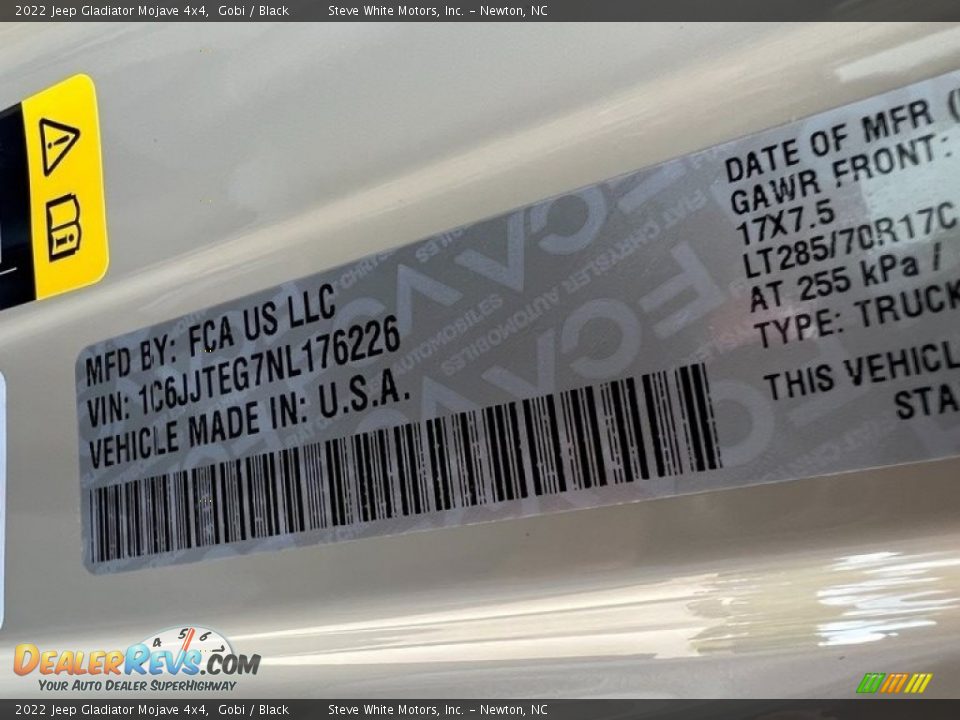 2022 Jeep Gladiator Mojave 4x4, Gobi / Black Steve White Motors, Inc. - Newton, NC
MFD BY: FCA US LLC
VIN: 1C6JJTEG7NL176226
VEHICLE MADE IN: U.S.A.
DATE OF MFR (
GAWR FRONT:
17X7.5
LT285/70R17C
AT 255 kPa /
TYPE: TRUCK
THIS VEHICL
STA
4 5 6
DEALERREVS.COM
YOUR AUTO DEALER SUPERHIGHWAY
2022 Jeep Gladiator Mojave 4x4, Gobi / Black Steve White Motors, Inc. - Newton, NC